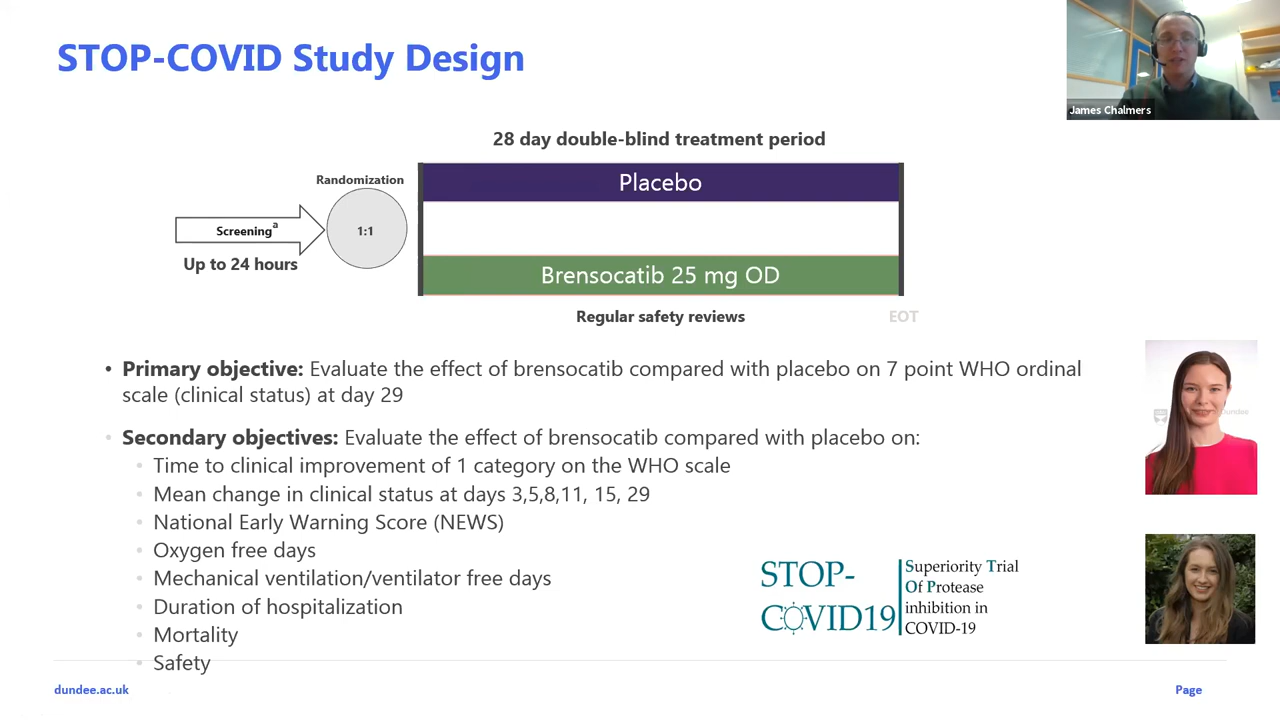 STOP-COVID Study Design
James Chalmers
28 day double-blind treatment period
Randomization
Placebo
Screeningª
1:1
Up to 24 hours
Brensocatib 25 mg OD
Regular safety reviews
EOT
• Primary objective: Evaluate the effect of brensocatib compared with placebo on 7 point WHO ordinal
scale (clinical status) at day 29
• Secondary objectives: Evaluate the effect of brensocatib compared with placebo on:
• Time to clinical improvement of 1 category on the WHO scale
• Mean change in clinical status at days 3,5,8,11, 15, 29
• National Early Warning Score (NEWS)
• Oxygen free days
• Mechanical ventilation/ventilator free days
• Duration of hospitalization
• Mortality
• Safety
STOP-
COVID19
Superiority Trial
Of Protease
inhibition in
COVID-19
dundee
dundee.ac.uk
Page